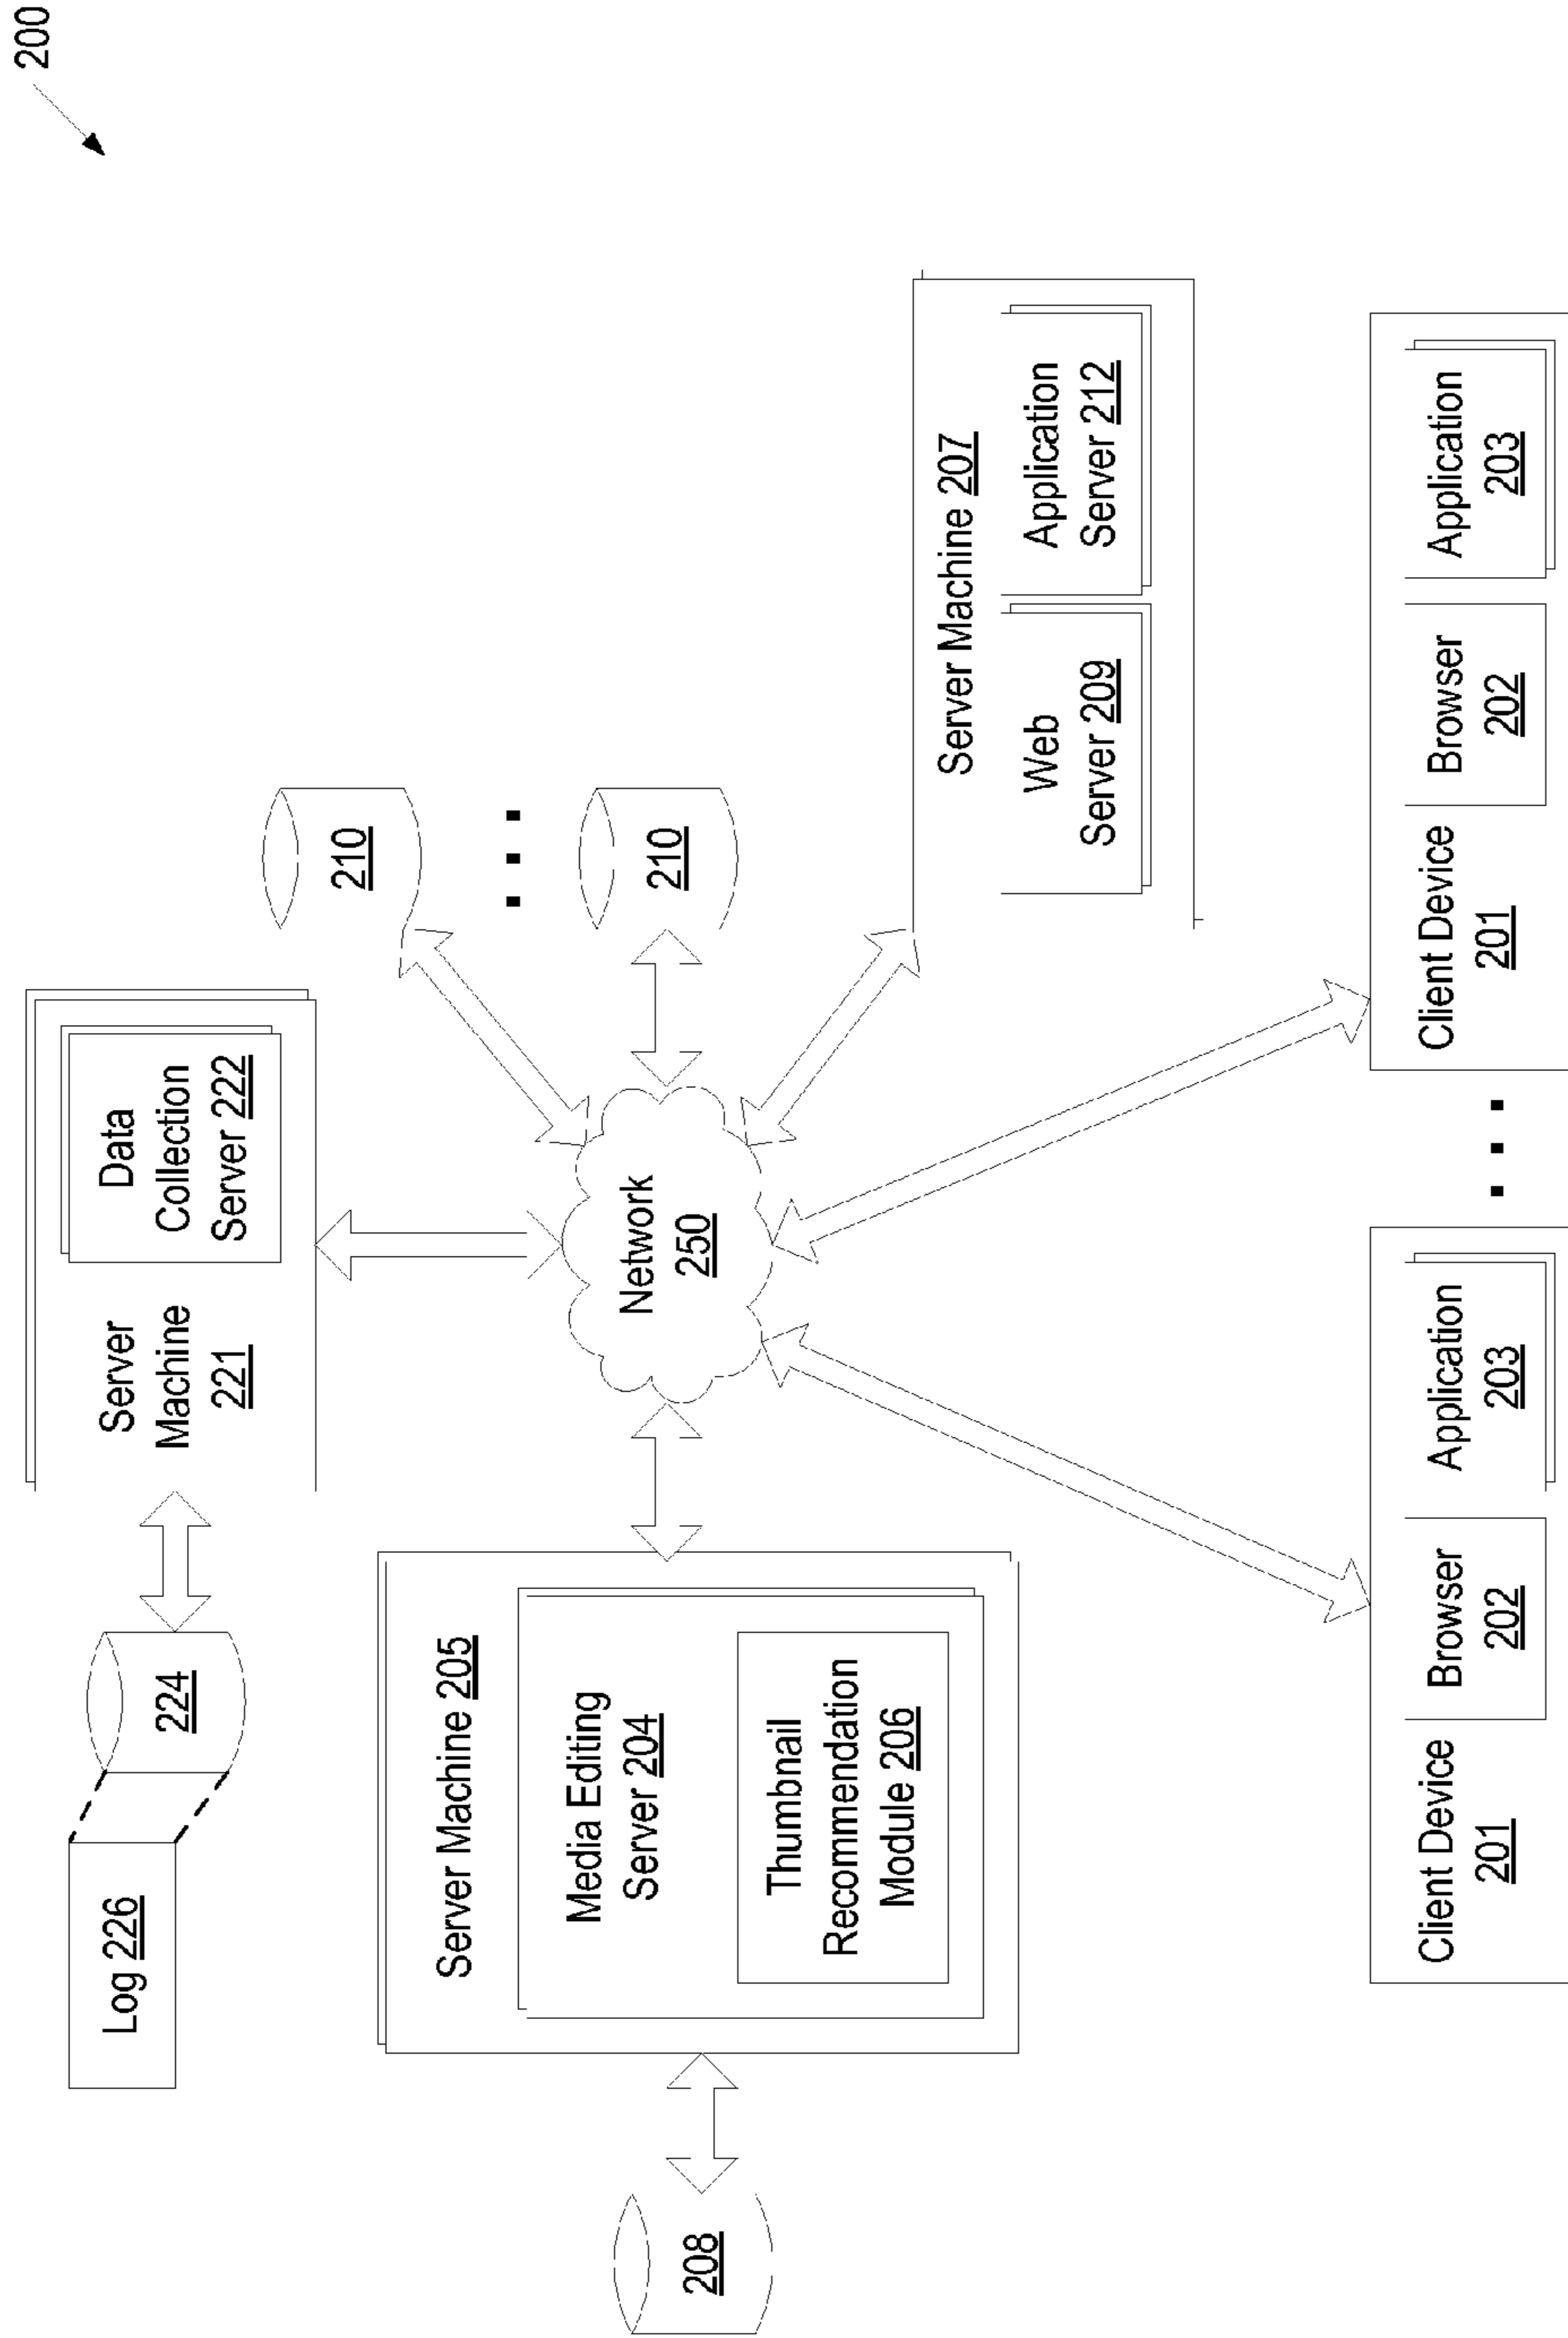 200
Log 226
224
Server
Machine
221
Data
Collection
Server 222
210
210
208
Server Machine 205
Media Editing
Server 204
Thumbnail
Recommendation
Module 206
Network
250
Server Machine 207
Web
Server 209
Application
Server 212
Client Device
201
Browser
202
Application
203
Client Device
201
Browser
202
Application
203